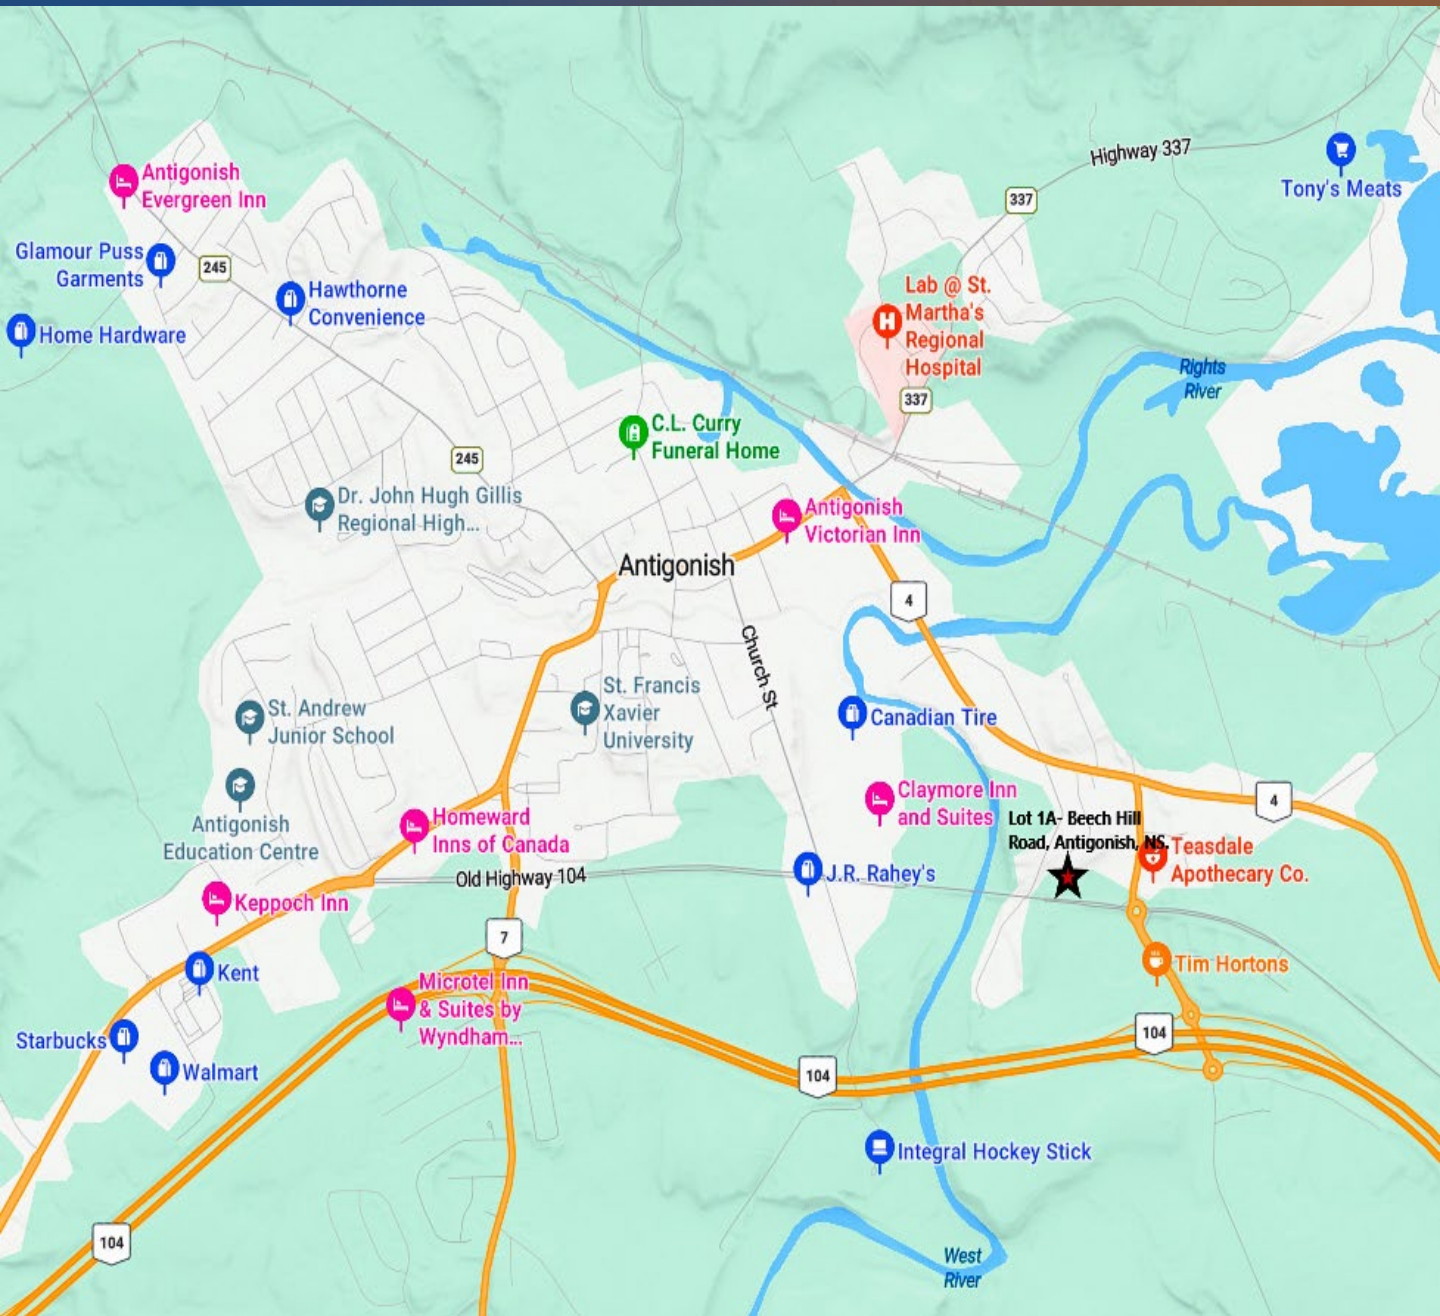 Highway 337
Antigonish
Evergreen Inn
337
Tony's Meats
Glamour Puss
Garments
245
Hawthorne
Convenience
Home Hardware
Lab @ St.
Martha's
Regional
Hospital
Rights
River
337
C.L. Curry
Funeral Home
245
Dr. John Hugh Gillis
Regional High...
Antigonish
Victorian Inn
Antigonish
4
Church St
St. Francis
Xavier
University
St. Andrew
Junior School
Canadian Tire
Claymore Inn
and Suites
4
Lot 1A- Beech Hill
Road, Antigonish, NS.
Antigonish
Education Centre
Homeward
Inns of Canada
Teasdale
Apothecary Co.
Old Highway 104
J.R. Rahey's
Keppoch Inn
7
Kent
Tim Hortons
Microtel Inn
& Suites by
Wyndham...
Starbucks
Walmart
104
104
Integral Hockey Stick
104
West
River